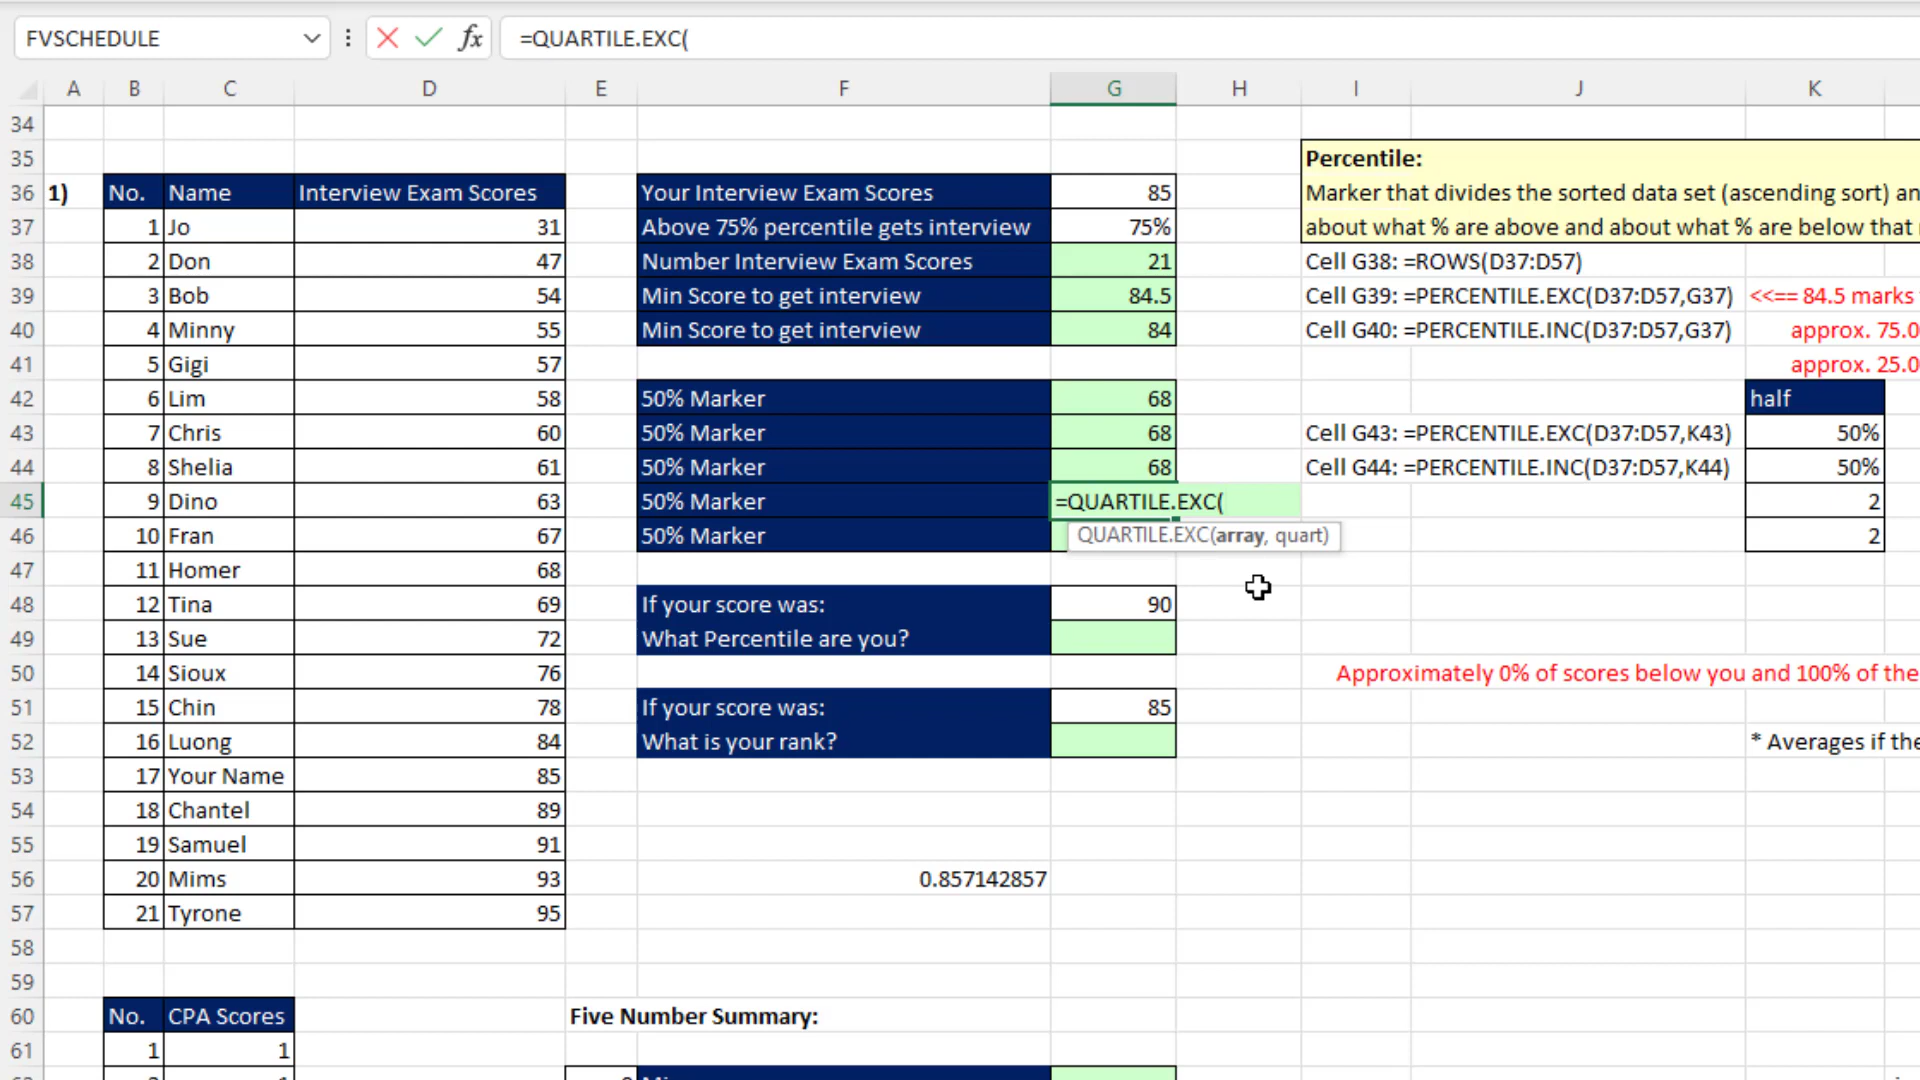 FVSCHEDULE =QUARTILE.EXC(
A B C D E F G H I J K
34
35 Percentile:
36 1) No. Name Interview Exam Scores Your Interview Exam Scores 85 Marker that divides the sorted data set (ascending sort) an
37 1 Jo 31 Above 75% percentile gets interview 75% about what % are above and about what % are below that
38 2 Don 47 Number Interview Exam Scores 21 Cell G38: =ROWS(D37:D57)
39 3 Bob 54 Min Score to get interview 84.5 Cell G39: =PERCENTILE.EXC(D37:D57,G37) <<== 84.5 marks
40 4 Minny 55 Min Score to get interview 84 Cell G40: =PERCENTILE.INC(D37:D57,G37) approx. 75.0
41 5 Gigi 57 approx. 25.0
42 6 Lim 58 50% Marker 68 half
43 7 Chris 60 50% Marker 68 Cell G43: =PERCENTILE.EXC(D37:D57,K43) 50%
44 8 Shelia 61 50% Marker 68 Cell G44: =PERCENTILE.INC(D37:D57,K44) 50%
45 9 Dino 63 50% Marker =QUARTILE.EXC( 2
46 10 Fran 67 50% Marker QUARTILE.EXC(array, quart) 2
47 11 Homer 68
48 12 Tina 69 If your score was: 90
49 13 Sue 72 What Percentile are you?
50 14 Sioux 76 Approximately 0% of scores below you and 100% of the
51 15 Chin 78 If your score was: 85
52 16 Luong 84 What is your rank? * Averages if the
53 17 Your Name 85
54 18 Chantel 89
55 19 Samuel 91
56 20 Mims 93 0.857142857
57 21 Tyrone 95
58
59
60 No. CPA Scores Five Number Summary:
61 1 1